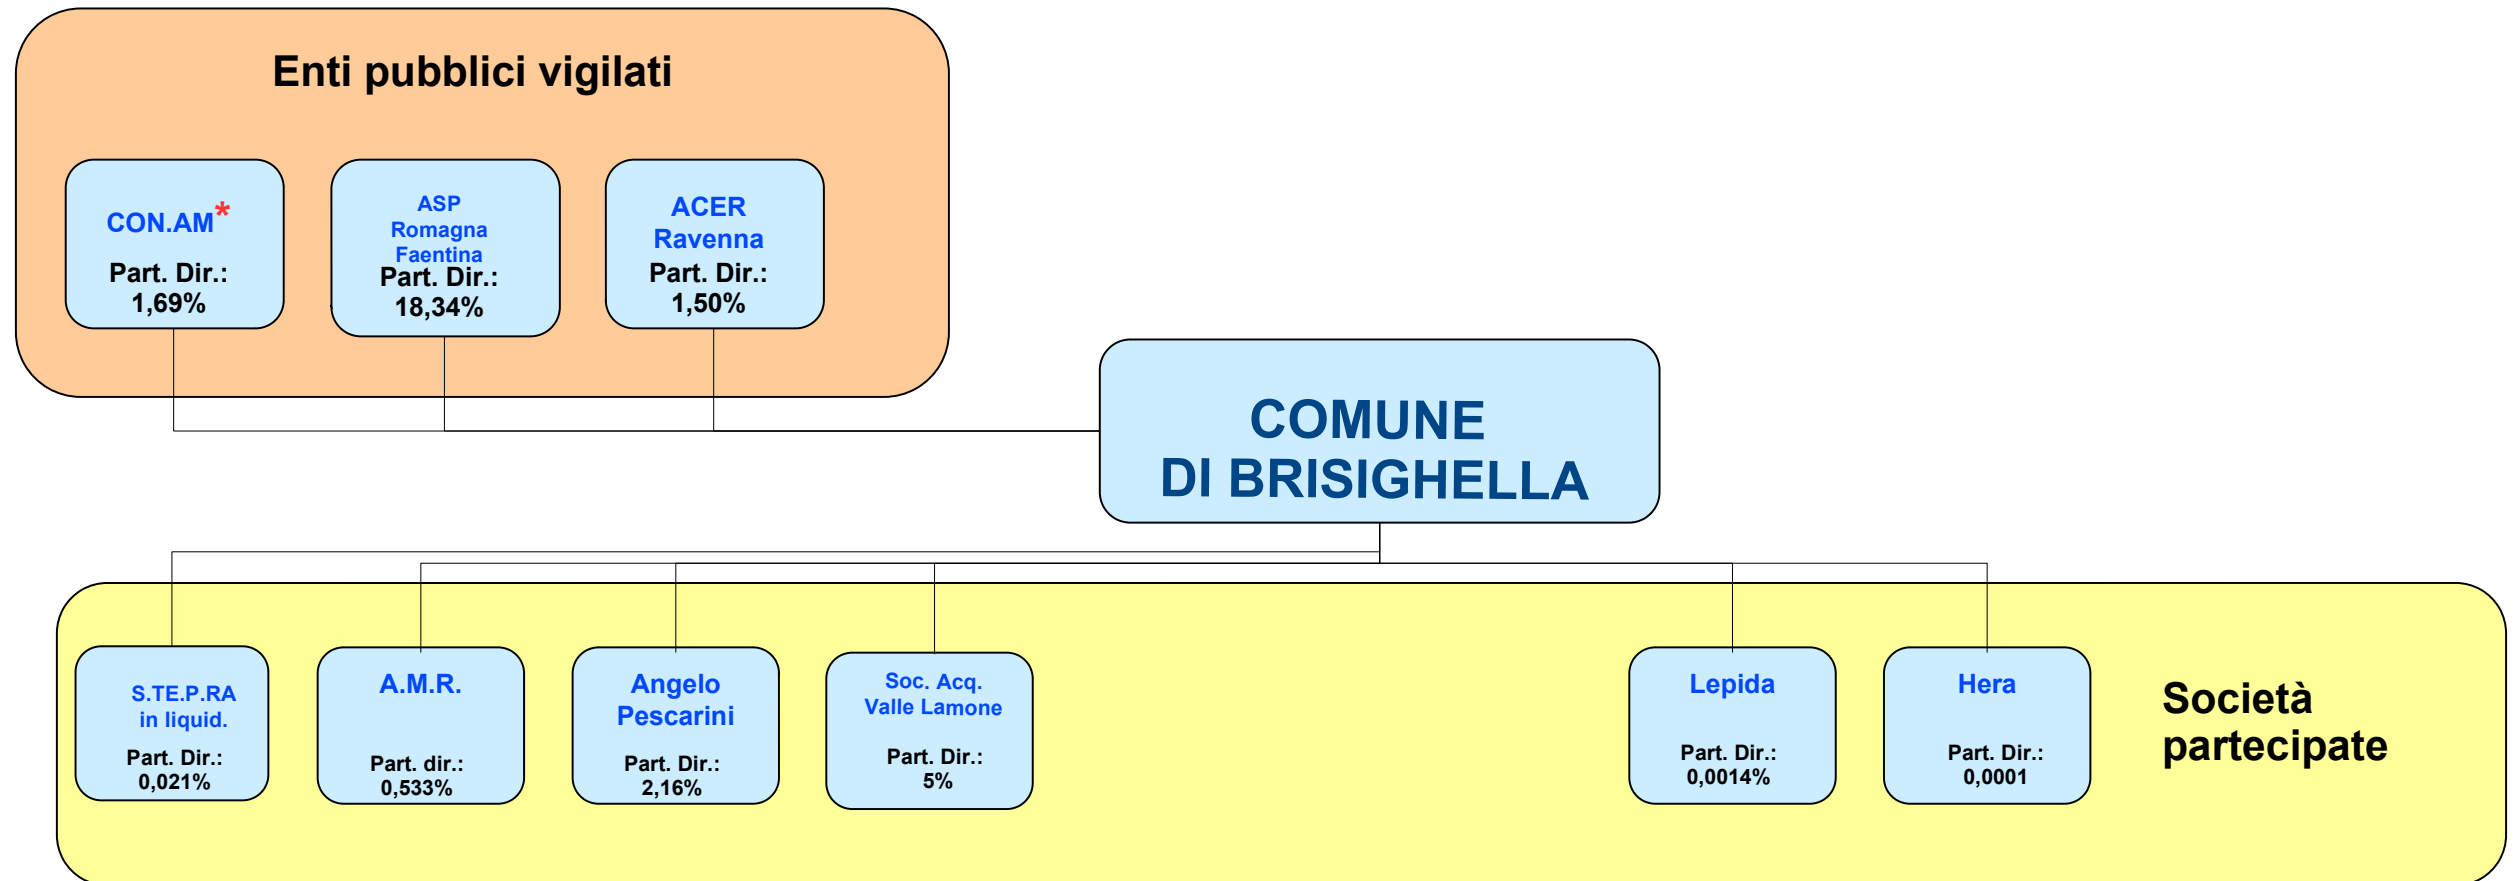 Enti pubblici vigilati
CON.AM*
Part. Dir.:
1,69%
ASP
Romagna
Faentina
Part. Dir.:
18,34%
ACER
Ravenna
Part. Dir.:
1,50%
COMUNE
DI BRISIGHELLA
S.TE.P.RA
in liquid.
Part. Dir.:
0,021%
A.M.R.
Part. dir.:
0,533%
Angelo
Pescarini
Part. Dir.:
2,16%
Soc. Acq.
Valle Lamone
Part. Dir.:
5%
Lepida
Part. Dir.:
0,0014%
Hera
Part. Dir.:
0,0001
Società
partecipate